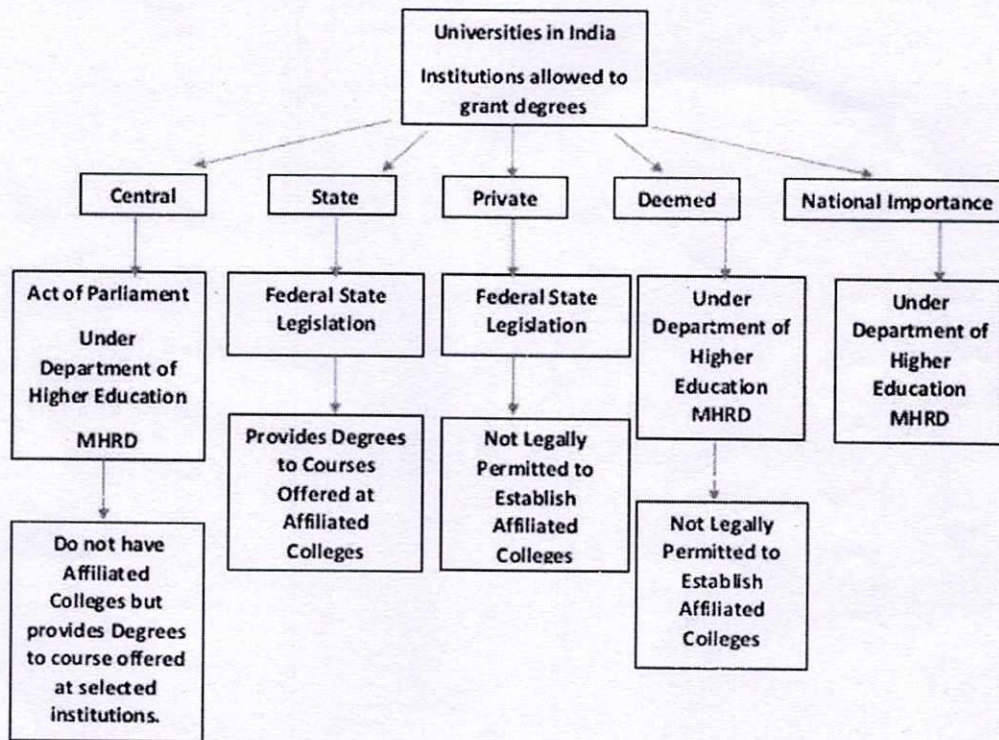 Universities in India
Institutions allowed to
grant degrees
Central
State
Private
Deemed
National Importance
Act of Parliament
Under
Department of
Higher Education
MHRD
Federal State
Legislation
Federal State
Legislation
Under
Department of
Higher
Education
MHRD
Under
Department of
Higher
Education
MHRD
Do not have
Affiliated
Colleges but
provides Degrees
to course offered
at selected
institutions.
Provides Degrees
to Courses
Offered at
Affiliated
Colleges
Not Legally
Permitted to
Establish
Affiliated
Colleges
Not Legally
Permitted to
Establish
Affiliated
Colleges